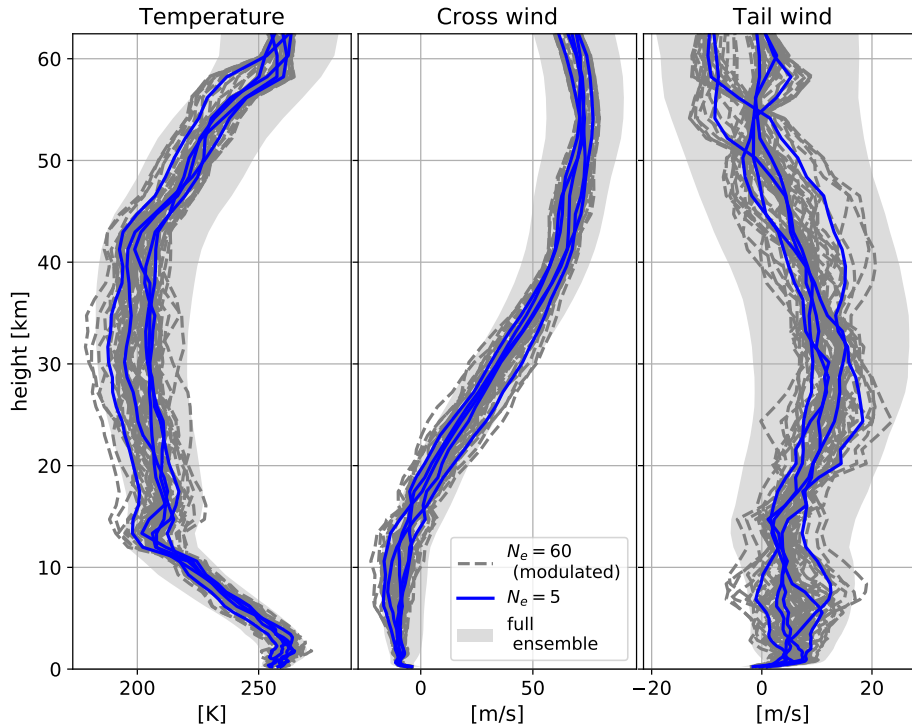 Temperature
Cross wind
Tail wind
height [km]
60
50
40
30
20
10
0
N_e = 60
(modulated)
N_e = 5
full
ensemble
200 250
0 50
−20 0 20
[K]
[m/s]
[m/s]